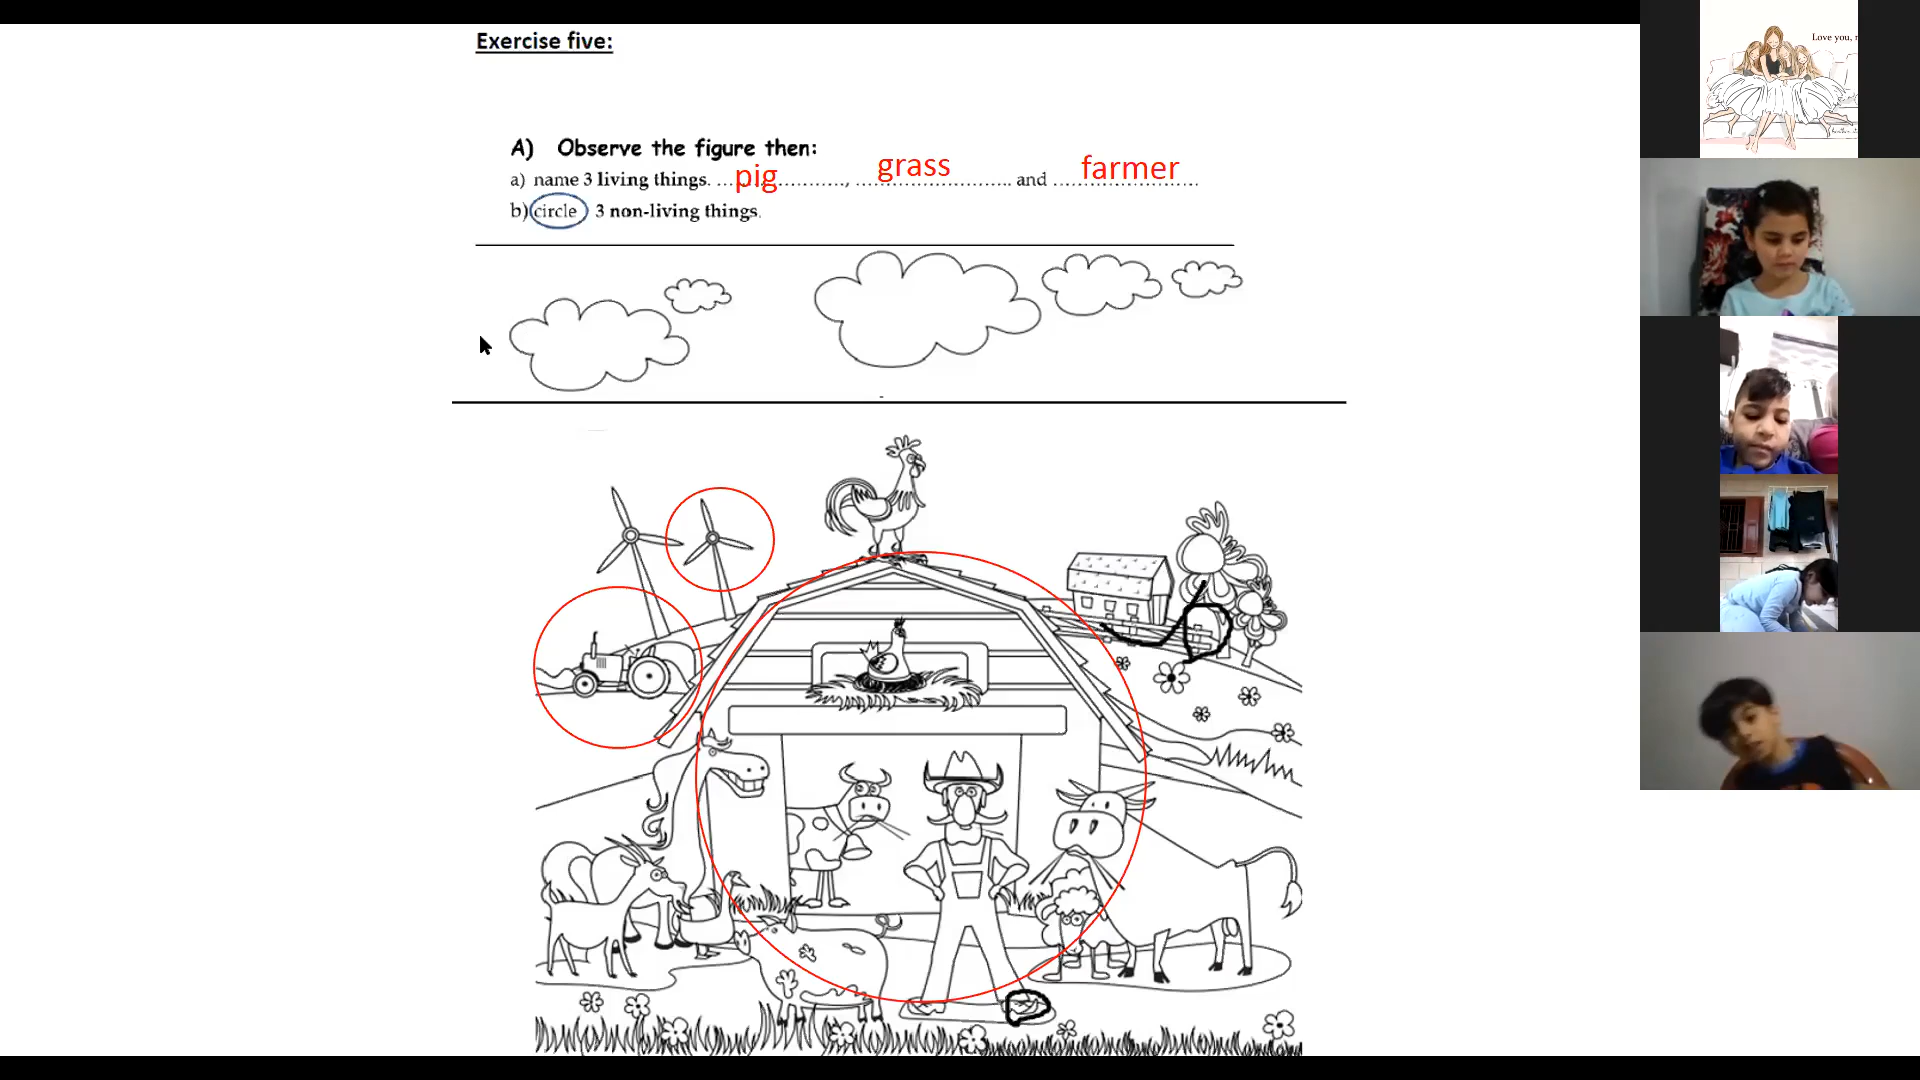 Exercise five:
Love you,
A) Observe the figure then:
a) name 3 living things. ... pig ..............., grass ........................... and farmer ...........................
b) circle 3 non-living things.